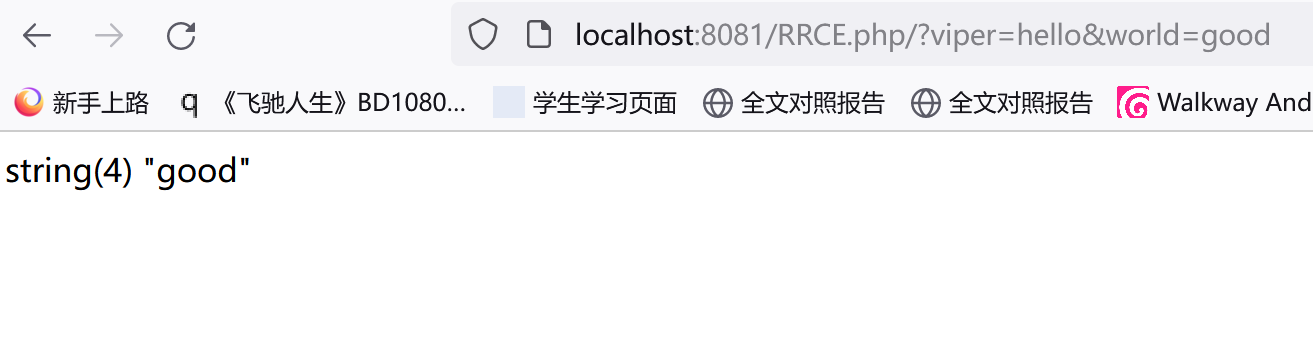 localhost:8081/RRCE.php/?viper=hello&world=good
新手上路 q 《飞驰人生》BD1080... 学生学习页面 全文对照报告 全文对照报告 Walkway And
string(4) "good"